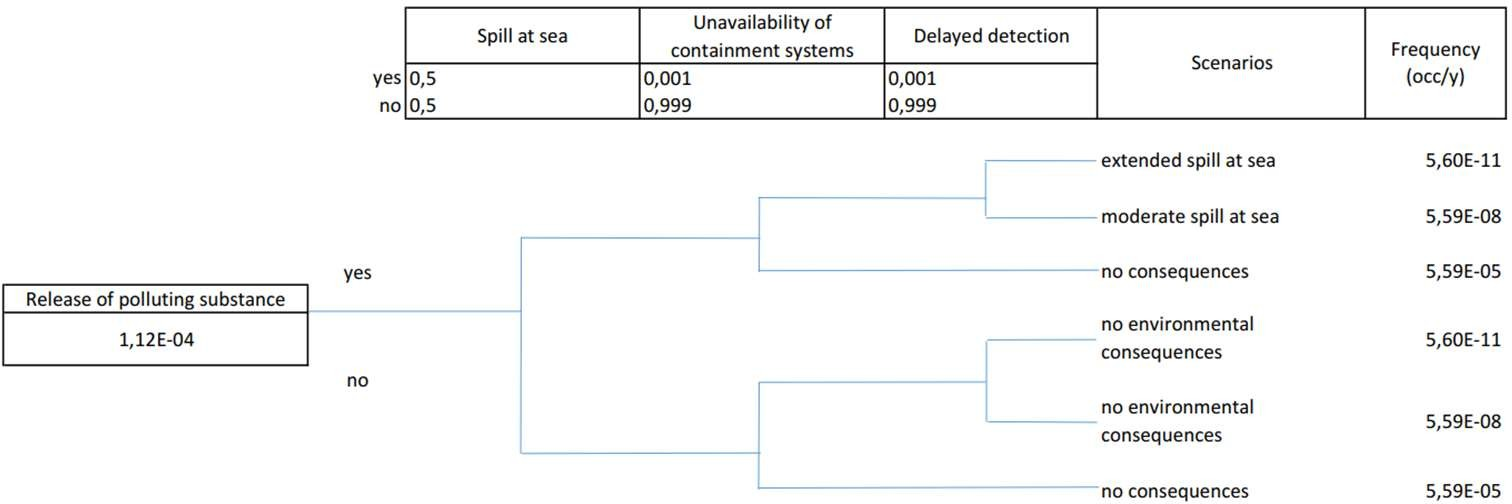 Spill at sea
Unavailability of
containment systems
Delayed detection
Scenarios
Frequency
(occ/y)
yes 0,5 0,001 0,001
no 0,5 0,999 0,999
extended spill at sea 5,60E-11
moderate spill at sea 5,59E-08
yes
no consequences 5,59E-05
Release of polluting substance
1,12E-04
no environmental
consequences
5,60E-11
no
no environmental
consequences
5,59E-08
no consequences 5,59E-05